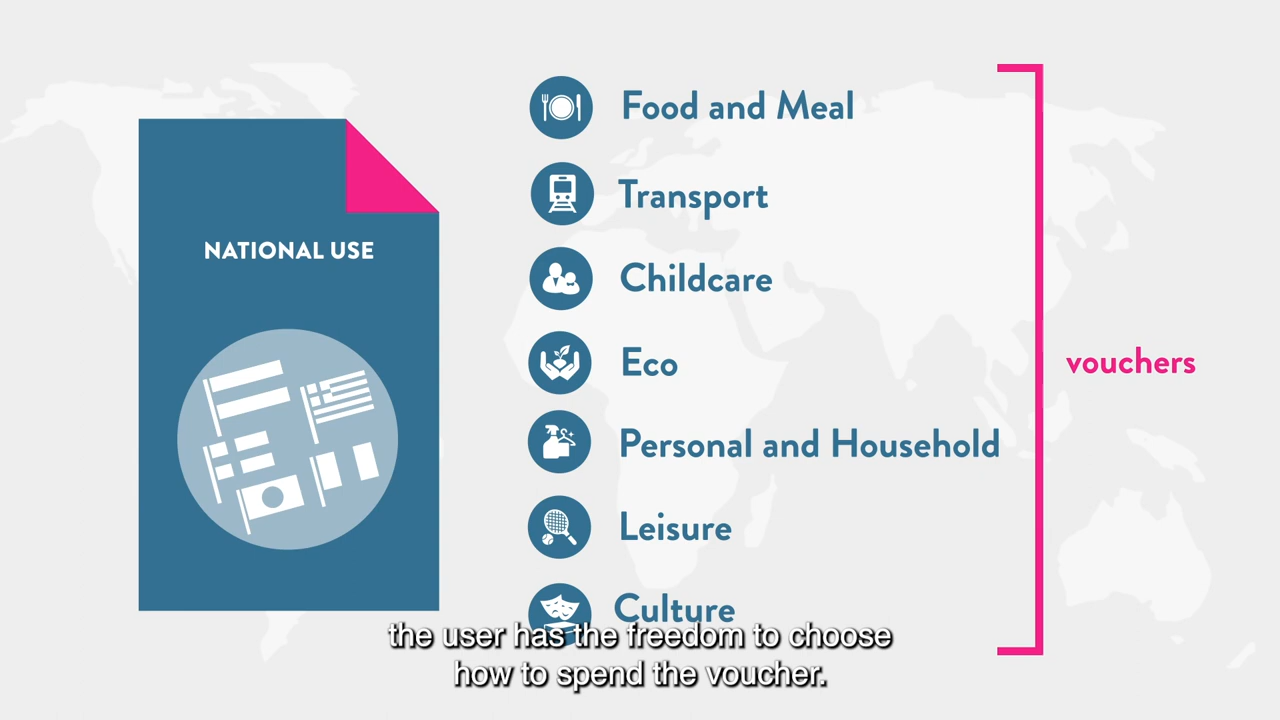 NATIONAL USE
Food and Meal
Transport
Childcare
Eco
Personal and Household
Leisure
Culture
vouchers
the user has the freedom to choose
how to spend the voucher.